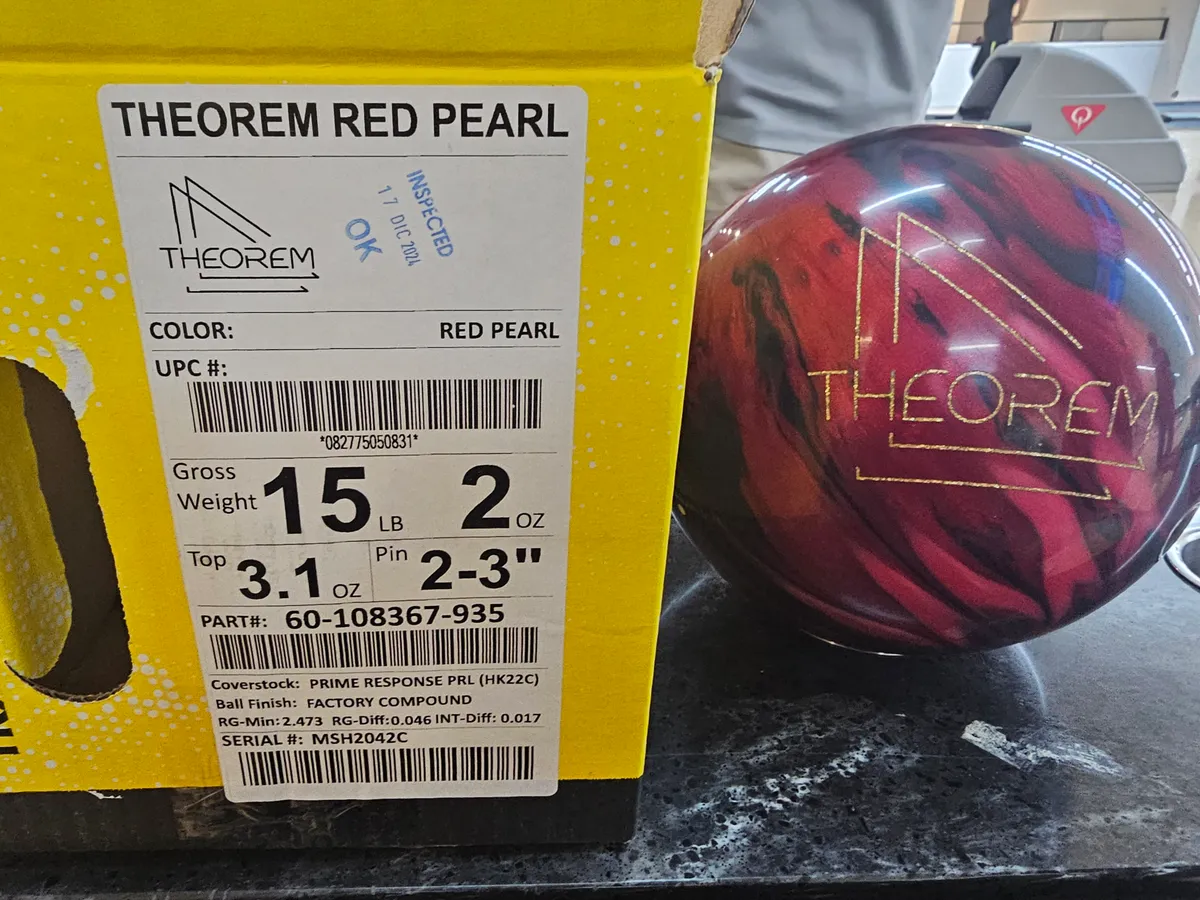 THEOREM RED PEARL
THEOREM
INSPECTED
17 DIC 2024
OK
COLOR: RED PEARL
UPC #:
*082775050831*
Gross Weight 15 LB 2 OZ
Top 3.1 OZ Pin 2-3"
PART#: 60-108367-935
Coverstock: PRIME RESPONSE PRL (HK22C)
Ball Finish: FACTORY COMPOUND
RG-Min: 2.473 RG-Diff: 0.046 INT-Diff: 0.017
SERIAL #: MSH2042C
THEOREM
Q